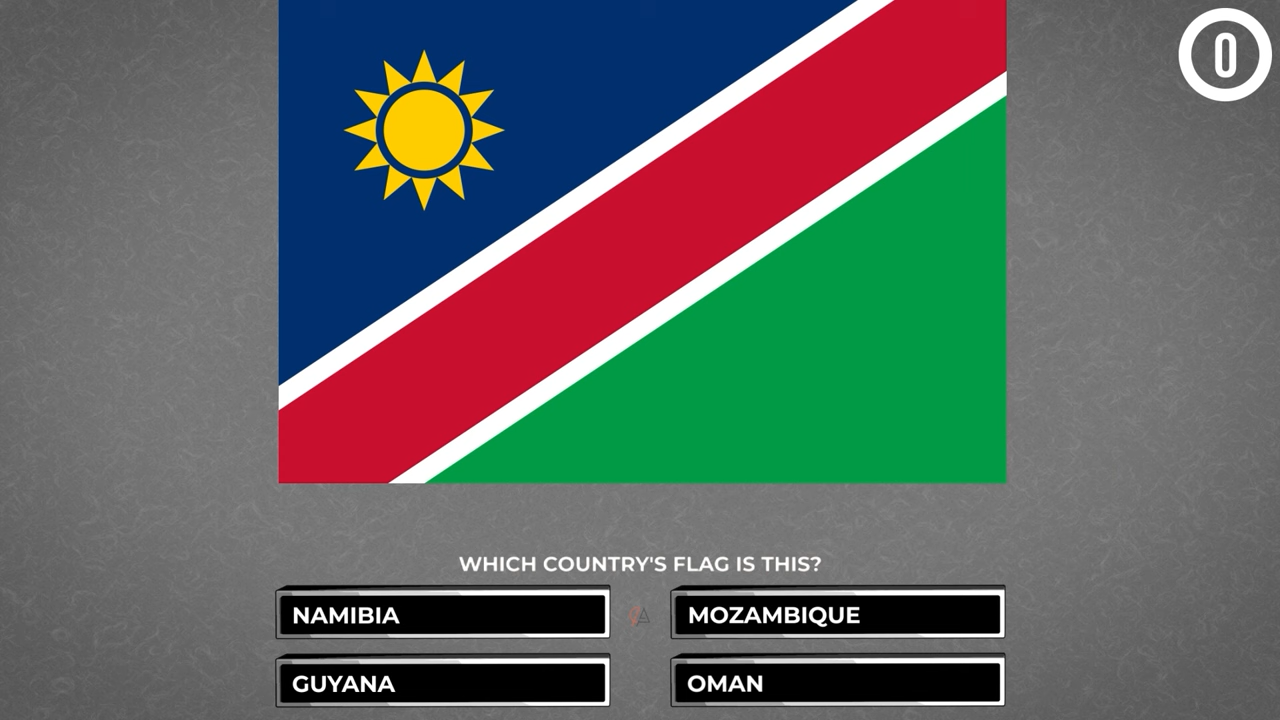 0
WHICH COUNTRY'S FLAG IS THIS?
NAMIBIA
MOZAMBIQUE
GUYANA
OMAN